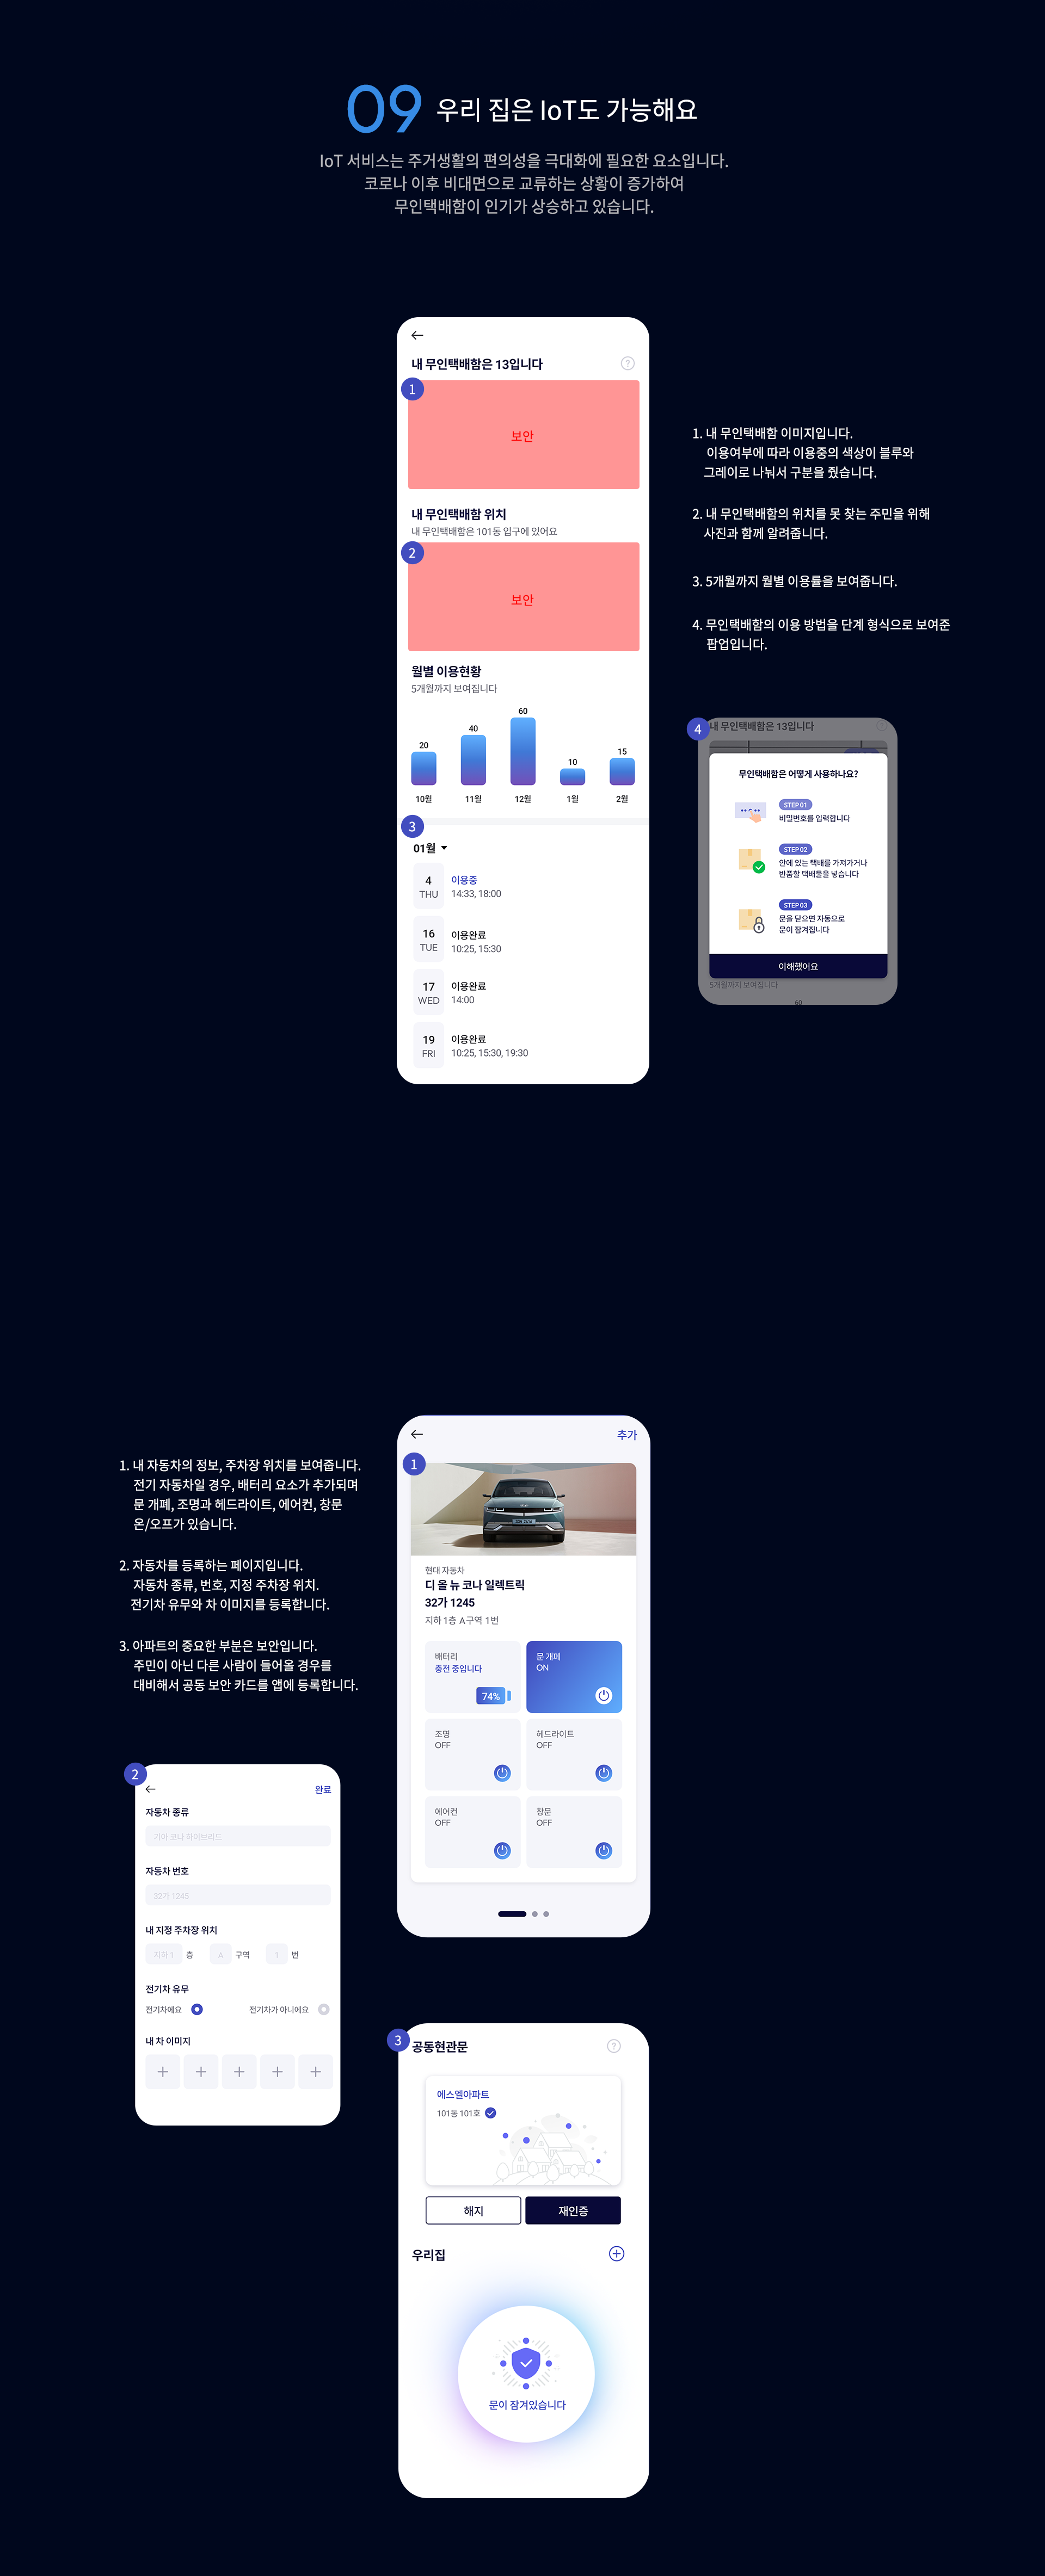 09 우리 집은 IoT도 가능해요
IoT 서비스는 주거생활의 편의성을 극대화에 필요한 요소입니다.
코로나 이후 비대면으로 교류하는 상황이 증가하여
무인택배함이 인기가 상승하고 있습니다.
내 무인택배함은 13입니다
?
1
보안
내 무인택배함 위치
내 무인택배함은 101동 입구에 있어요
2
보안
월별 이용현황
5개월까지 보여집니다
20
40
60
10
15
10월
11월
12월
1월
2월
3
01월
4
THU
이용중
14:33, 18:00
16
TUE
이용완료
10:25, 15:30
17
WED
이용완료
14:00
19
FRI
이용완료
10:25, 15:30, 19:30
1. 내 무인택배함 이미지입니다.
이용여부에 따라 이용중의 색상이 블루와
그레이로 나눠서 구분을 줬습니다.
2. 내 무인택배함의 위치를 못 찾는 주민을 위해
사진과 함께 알려줍니다.
3. 5개월까지 월별 이용률을 보여줍니다.
4. 무인택배함의 이용 방법을 단계 형식으로 보여준
팝업입니다.
4
내 무인택배함은 13입니다
무인택배함은 어떻게 사용하나요?
STEP 01
비밀번호를 입력합니다
STEP 02
안에 있는 택배를 가져가거나
반품할 택배물을 넣습니다
STEP 03
문을 닫으면 자동으로
문이 잠겨집니다
이해했어요
5개월까지 보여집니다
60
1. 내 자동차의 정보, 주차장 위치를 보여줍니다.
전기 자동차일 경우, 배터리 요소가 추가되며
문 개폐, 조명과 헤드라이트, 에어컨, 창문
온/오프가 있습니다.
2. 자동차를 등록하는 페이지입니다.
자동차 종류, 번호, 지정 주차장 위치.
전기차 유무와 차 이미지를 등록합니다.
3. 아파트의 중요한 부분은 보안입니다.
주민이 아닌 다른 사람이 들어올 경우를
대비해서 공동 보안 카드를 앱에 등록합니다.
추가
1
현대 자동차
디 올 뉴 코나 일렉트릭
32가 1245
지하 1층 A구역 1번
배터리
충전 중입니다
74%
문 개폐
ON
조명
OFF
헤드라이트
OFF
에어컨
OFF
창문
OFF
2
완료
자동차 종류
기아 코나 하이브리드
자동차 번호
32가 1245
내 지정 주차장 위치
지하 1 층 A 구역 1 번
전기차 유무
전기차에요
전기차가 아니에요
내 차 이미지
3
공동현관문
?
에스엘아파트
101동 101호
해지
재인증
우리집
문이 잠겨있습니다